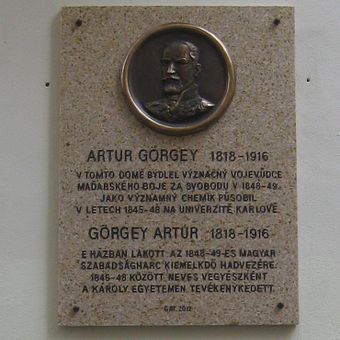 ARTUR GÖRGEY 1818-1916
V TOMTO DOMĚ BYDLEL VÝZNAČNÝ VOJEVŮDCE
MAĎARSKÉHO BOJE ZA SVOBODU V 1848-49.
JAKO VÝZNAMNÝ CHEMIK PŮSOBIL
V LETECH 1845-48 NA UNIVERZITĚ KARLOVĚ
GÖRGEY ARTÚR 1818-1916
E HÁZBAN LAKOTT AZ 1848-49-ES MAGYAR
SZABADSÁGHARC KIEMELKDŐ HADVEZÉRE.
1845-48 KÖZÖTT NEVES VEGYÉSZKÉNT
A KÁROLY EGYETEMEN TEVÉKENYKEDETT.